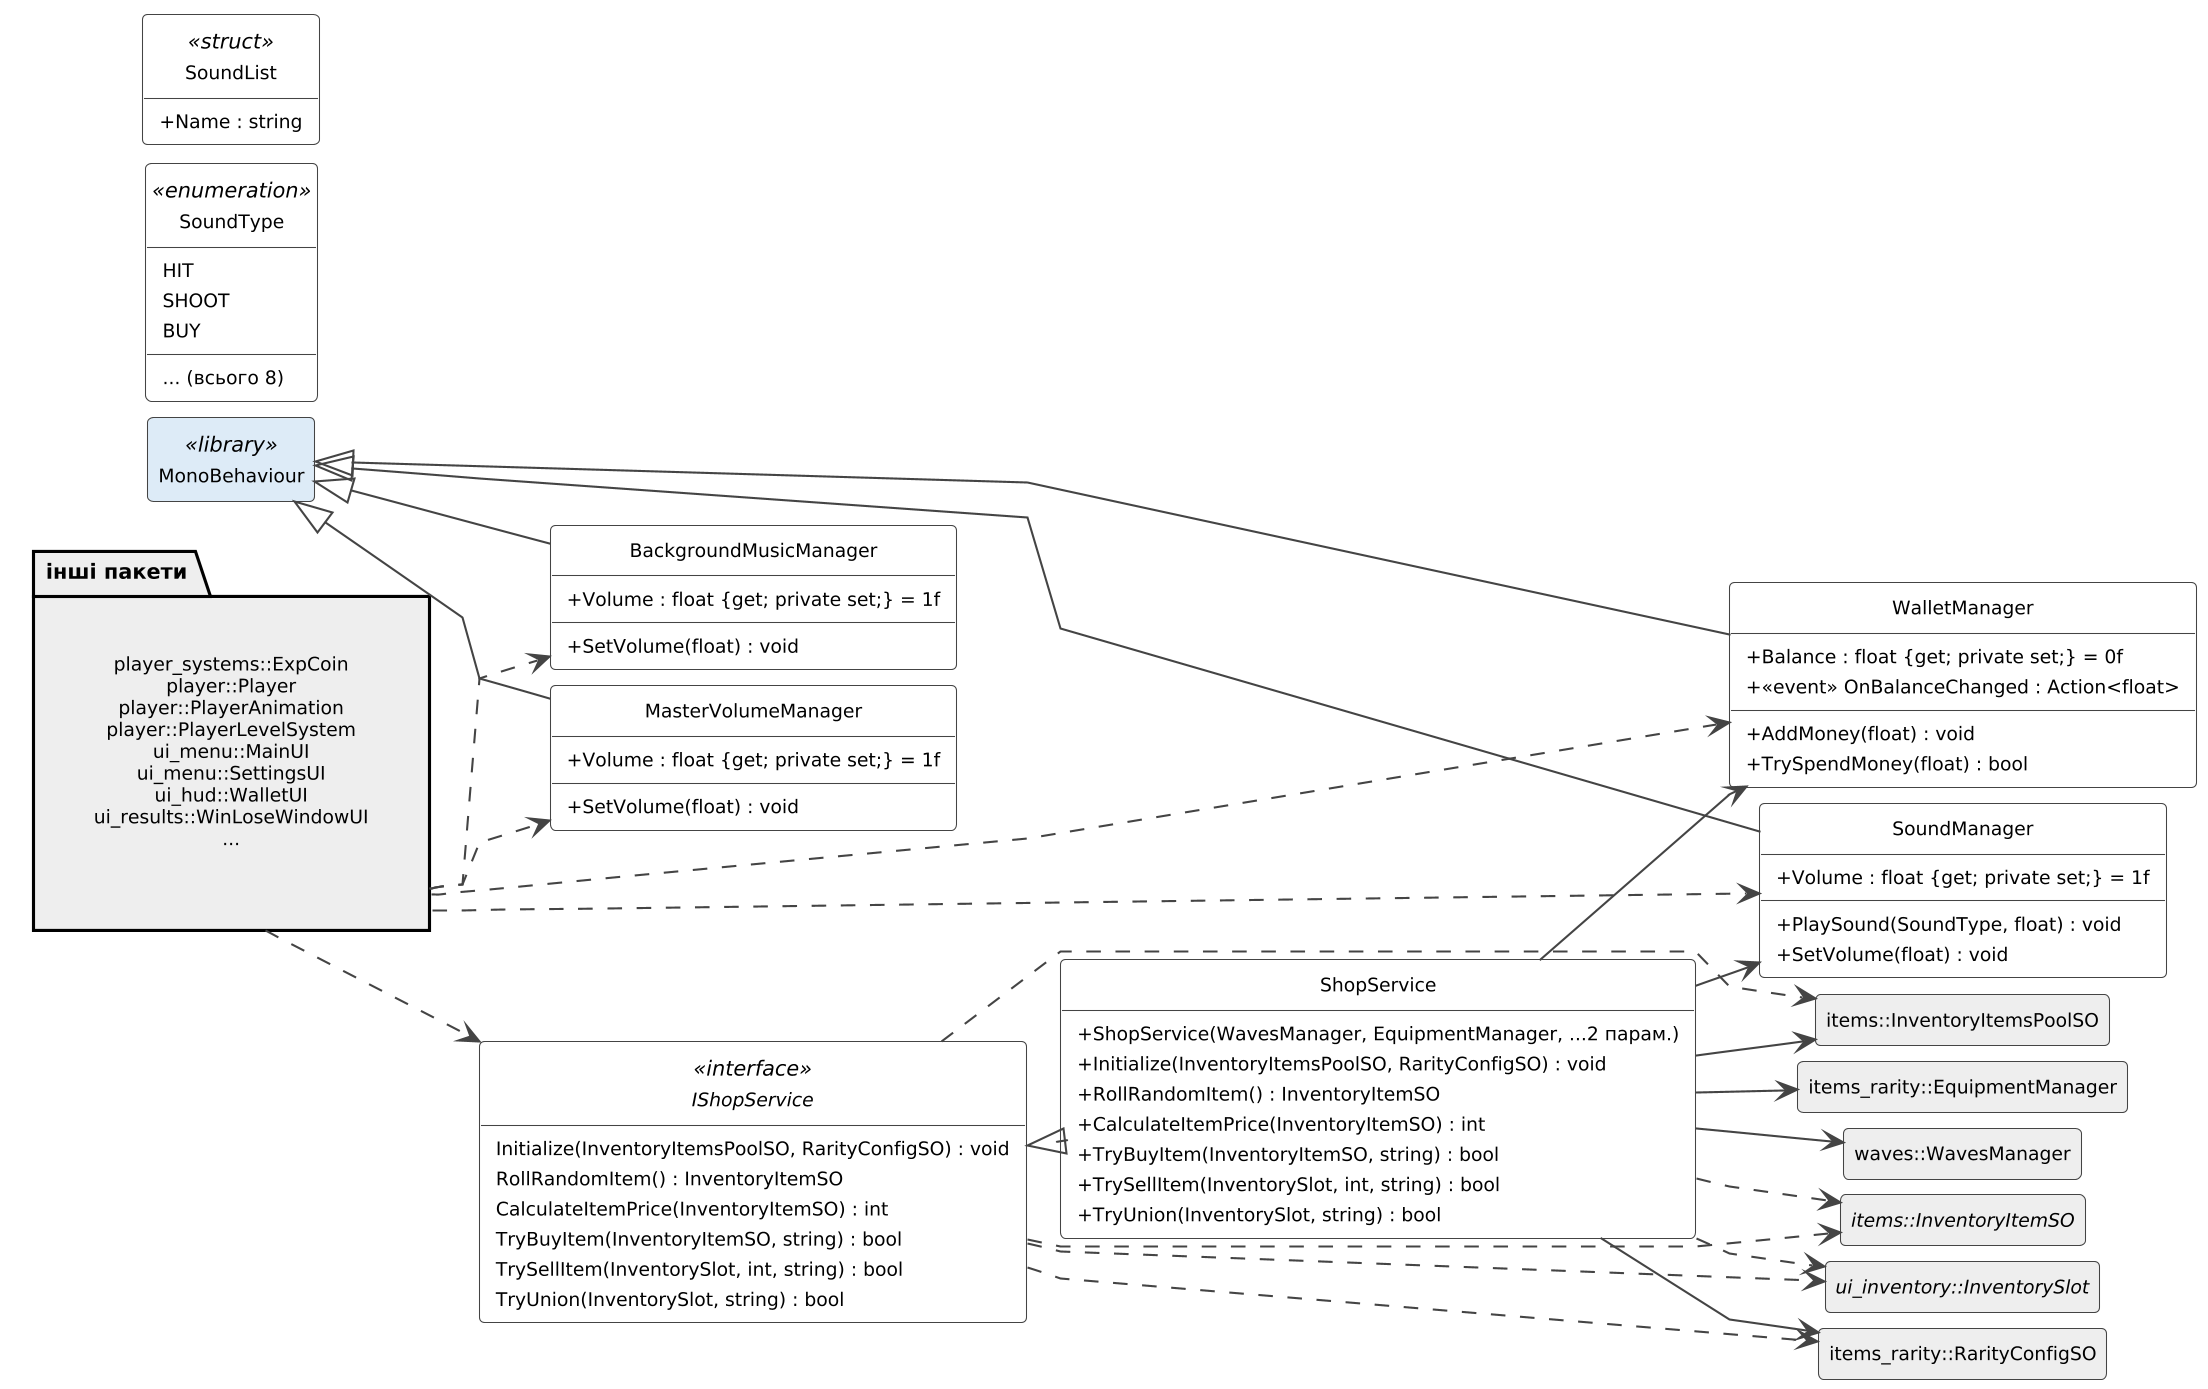 «struct»
SoundList
+Name : string
«enumeration»
SoundType
HIT
SHOOT
BUY
... (всього 8)
«library»
MonoBehaviour
інші пакети
player_systems::ExpCoin
player::Player
player::PlayerAnimation
player::PlayerLevelSystem
ui_menu::MainUI
ui_menu::SettingsUI
ui_hud::WalletUI
ui_results::WinLoseWindowUI
...
BackgroundMusicManager
+Volume : float {get; private set;} = 1f
+SetVolume(float) : void
MasterVolumeManager
+Volume : float {get; private set;} = 1f
+SetVolume(float) : void
«interface»
IShopService
Initialize(InventoryItemsPoolSO, RarityConfigSO) : void
RollRandomItem() : InventoryItemSO
CalculateItemPrice(InventoryItemSO) : int
TryBuyItem(InventoryItemSO, string) : bool
TrySellItem(InventorySlot, int, string) : bool
TryUnion(InventorySlot, string) : bool
ShopService
+ShopService(WavesManager, EquipmentManager, ...2 парам.)
+Initialize(InventoryItemsPoolSO, RarityConfigSO) : void
+RollRandomItem() : InventoryItemSO
+CalculateItemPrice(InventoryItemSO) : int
+TryBuyItem(InventoryItemSO, string) : bool
+TrySellItem(InventorySlot, int, string) : bool
+TryUnion(InventorySlot, string) : bool
WalletManager
+Balance : float {get; private set;} = 0f
+«event» OnBalanceChanged : Action<float>
+AddMoney(float) : void
+TrySpendMoney(float) : bool
SoundManager
+Volume : float {get; private set;} = 1f
+PlaySound(SoundType, float) : void
+SetVolume(float) : void
items::InventoryItemsPoolSO
items_rarity::EquipmentManager
waves::WavesManager
items::InventoryItemSO
ui_inventory::InventorySlot
items_rarity::RarityConfigSO